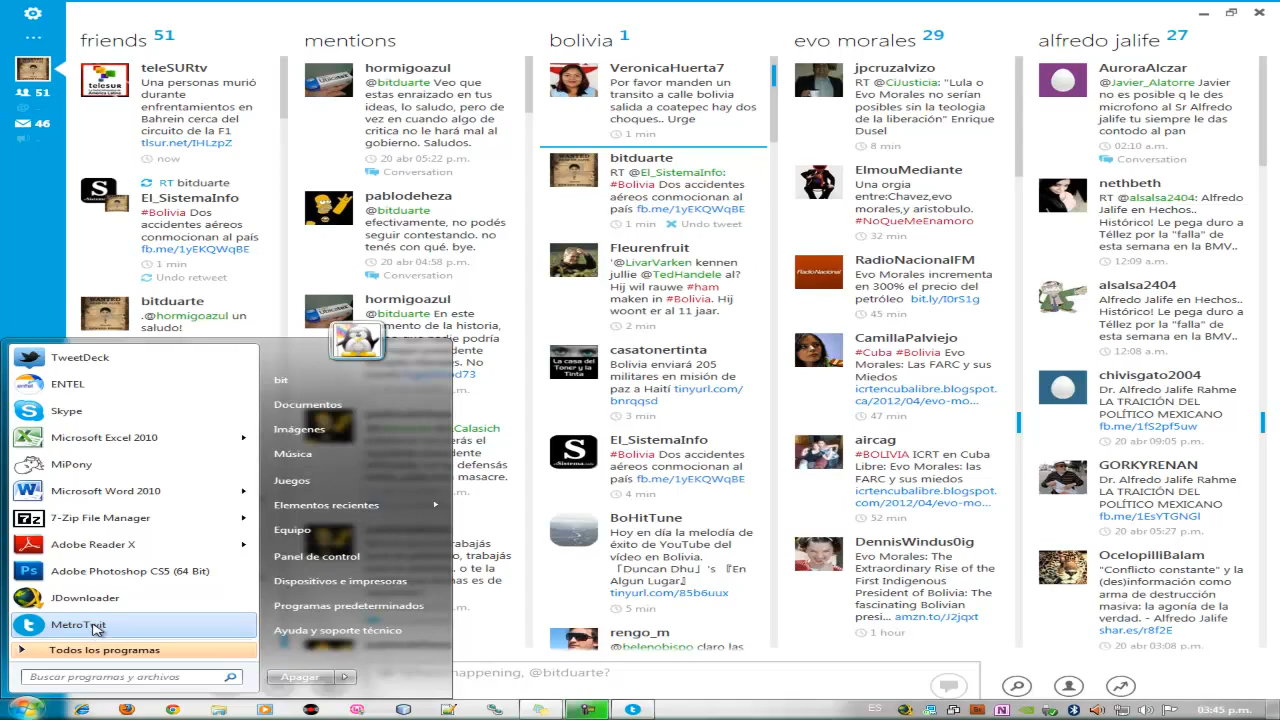 friends 51
teleSURtv
Una personas murió
durante
enfrentamientos en
Bahrein cerca del
circuito de la F1
tlsur.net/IHLzpZ
now
RT bitduarte
El_SistemaInfo
#Bolivia Dos
accidentes
aéreos
conmocionan al
país
fb.me/1yEKQWqBE
1 min
Undo retweet
bitduarte
.@hormigoazul un
saludo!
mentions
hormigoazul
@bitduarte Veo que
estas enraizado en tus
ideas, lo saludo, pero de
vez en cuando algo de
critica no le hará mal al
gobierno. Saludos.
20 abr 05:22 p.m.
Conversation
pablodeheza
@bitduarte
efectivamente, no podés
seguir contestando. no
tenés con qué. bye.
20 abr 04:58 p.m.
Conversation
hormigoazul
@bitduarte En este
momento de la historia,
bolivia 1
VeronicaHuerta7
Por favor manden un
transito a calle bolivia
salida a coatepec hay dos
choques.. Urge
1 min
bitduarte
RT @El_SistemaInfo:
#Bolivia Dos accidentes
aéreos conmocionan al
país fb.me/1yEKQWqBE
1 min Undo tweet
Fleurenfruit
'@LivarVarken kennen
jullie @TedHandele al?
Hij wil rauwe #ham
maken in #Bolivia. Hij
woont er al 11 jaar.
2 min
casatonertinta
Bolivia enviará 205
militares en misión de
paz a Haití tinyurl.com/
bnrqqsd
3 min
El_SistemaInfo
#Bolivia Dos accidentes
aéreos conmocionan al
país fb.me/1yEKQWqBE
4 min
BoHitTune
Hoy en día la melodía de
éxito de YouTube del
vídeo en Bolivia.
「Duncan Dhu」's 『En
Algun Lugar』
tinyurl.com/85b6uux
5 min
rengo_m
@belenobispo claro las
evo morales 29
jpcruzalvizo
RT @CiJusticia: "Lula o
Evo Morales no serían
posibles sin la teologia
de la liberación" Enrique
Dusel
8 min
ElmouMediante
Una orgia
entre:Chavez,evo
morales,y aristobulo.
#NoQueMeEnamoro
32 min
RadioNacionalFM
Evo Morales incrementa
en 300% el precio del
petróleo bit.ly/I0rS1g
45 min
CamillaPalviejo
#Cuba #Bolivia Evo
Morales: Las FARC y sus
Miedos
icrtencubalibre.blogspot.
ca/2012/04/evo-mo...
47 min
aircag
#BOLIVIA ICRT en Cuba
Libre: Evo Morales: las
FARC y sus miedos
icrtencubalibre.blogspot.
com/2012/04/evo-mo...
52 min
DennisWindus0ig
Evo Morales: The
Extraordinary Rise of the
First Indigenous
President of Bolivia: The
fascinating Bolivian
presi... amzn.to/J2jqxt
1 hour
alfredo jalife 27
AuroraAlczar
@Javier_Alatorre Javier
no es posible q le des
microfono al Sr Alfredo
jalife tu siempre le das
contodo al pan
02:10 a.m.
Conversation
nethbeth
RT @alsalsa2404: Alfredo
Jalife en Hechos..
Histórico! Le pega duro a
Téllez por la "falla" de
esta semana en la BMV..
12:09 a.m.
alsalsa2404
Alfredo Jalife en Hechos..
Histórico! Le pega duro a
Téllez por la "falla" de
esta semana en la BMV..
12:08 a.m.
chivisgato2004
Dr. Alfredo Jalife Rahme
LA TRAICIÓN DEL
POLÍTICO MEXICANO
fb.me/1fS2pf5uw
20 abr 09:05 p.m.
GORKYRENAN
Dr. Alfredo Jalife Rahme
LA TRAICIÓN DEL
POLÍTICO MEXICANO
fb.me/1EsYTGNGl
20 abr 05:27 p.m.
OcelopilliBalam
"Conflicto constante" y la
(des)información como
arma de destrucción
masiva: la agonía de la
verdad. - Alfredo Jalife
shar.es/r8f2E
20 abr 03:08 p.m.
51
46
TweetDeck
ENTEL
Skype
Microsoft Excel 2010
MiPony
Microsoft Word 2010
7-Zip File Manager
Adobe Reader X
Adobe Photoshop CS5 (64 Bit)
JDownloader
MetroTwit
Todos los programas
Buscar programas y archivos
bit
Documentos
Imágenes
Música
Juegos
Elementos recientes
Equipo
Panel de control
Dispositivos e impresoras
Programas predeterminados
Ayuda y soporte técnico
Apagar
happening, @bitduarte?
ES
03:45 p.m.